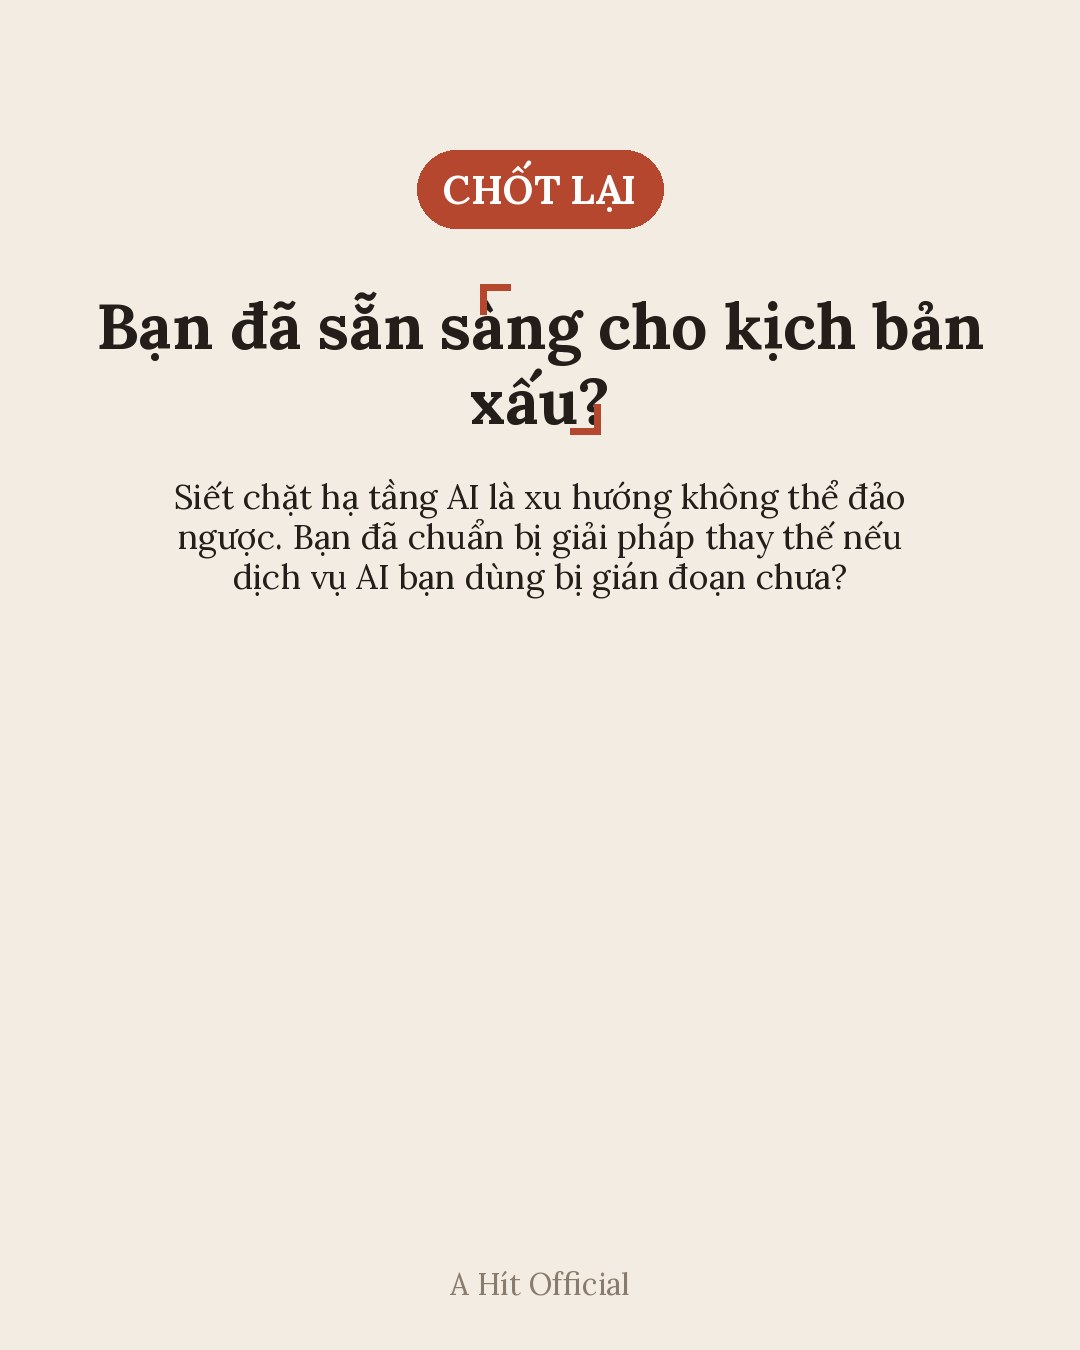 CHỐT LẠI
Bạn đã sẵn sàng cho kịch bản
xấu?
Siết chặt hạ tầng AI là xu hướng không thể đảo
ngược. Bạn đã chuẩn bị giải pháp thay thế nếu
dịch vụ AI bạn dùng bị gián đoạn chưa?
A Hít Official